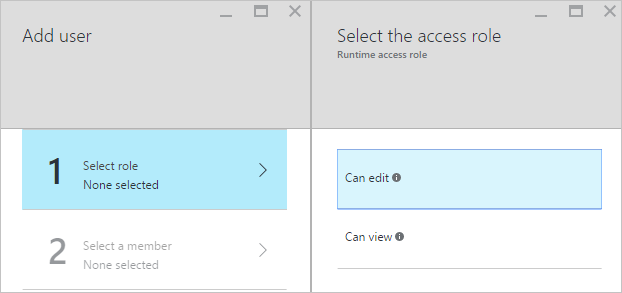 Add user
1
Select role
None selected
2
Select a member
None selected
Select the access role
Runtime access role
Can edit
Can view